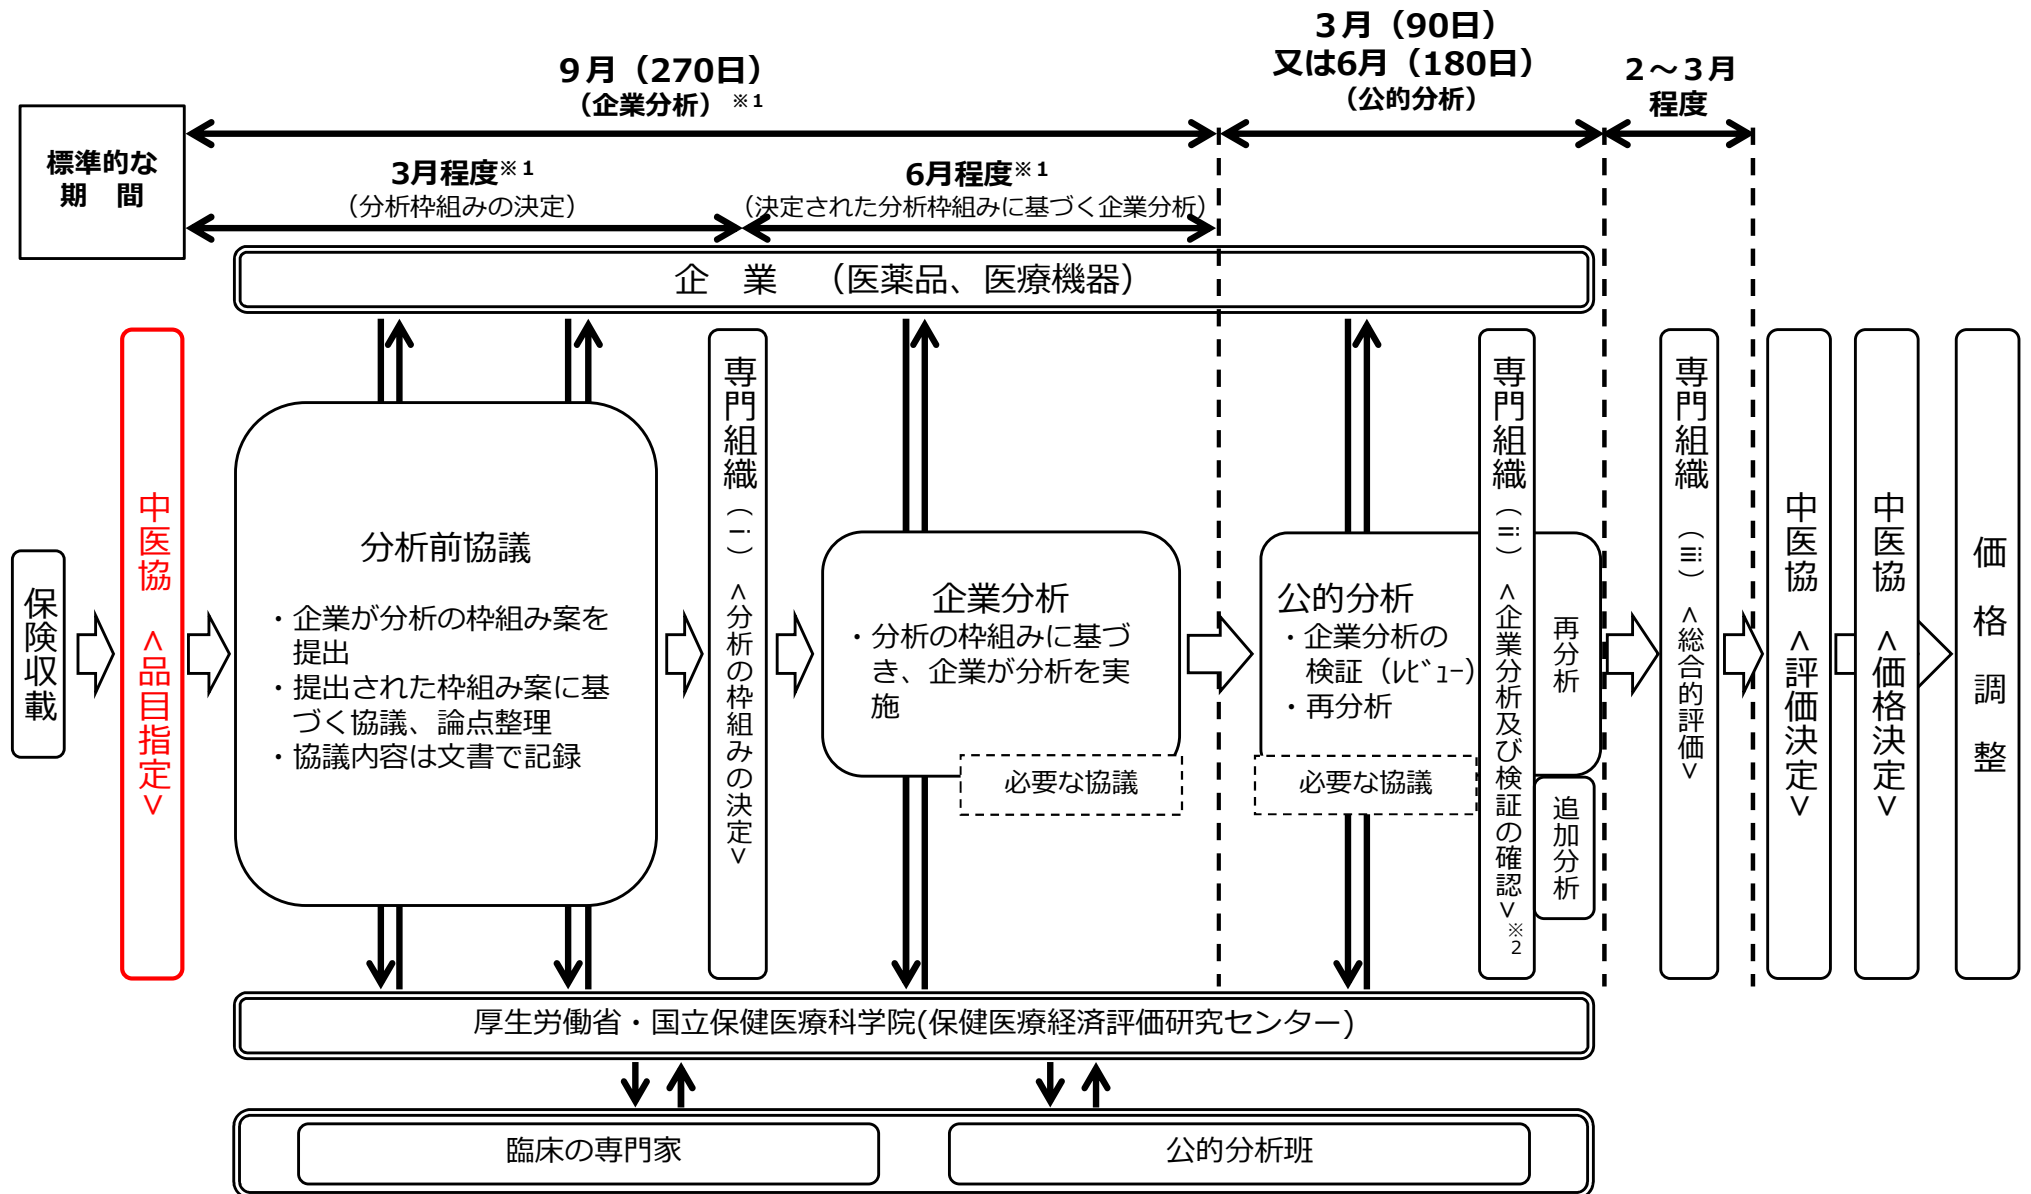 標準的な
期　間
９月（270日）
（企業分析）※１
３月（90日）
又は6月（180日）
（公的分析）
２～３月
程度
3月程度※１
（分析枠組みの決定）
6月程度※１
（決定された分析枠組みに基づく企業分析）
企　業　（医薬品、医療機器）
保険収載
中医協　<品目指定>
分析前協議
・企業が分析の枠組み案を
提出
・提出された枠組み案に基
づく協議、論点整理
・協議内容は文書で記録
専門組織（ⅰ）<分析の枠組みの決定>
企業分析
・分析の枠組みに基づ
き、企業が分析を実
施
必要な協議
公的分析
・企業分析の
検証（ﾚﾋﾞｭｰ）
・再分析
必要な協議
専門組織（ⅱ）<企業分析及び検証の確認>※2
再分析
追加分析
専門組織　（ⅲ）<総合的評価>
中医協　<評価決定>
中医協　<価格決定>
価格調整
厚生労働省・国立保健医療科学院(保健医療経済評価研究センター)
臨床の専門家
公的分析班